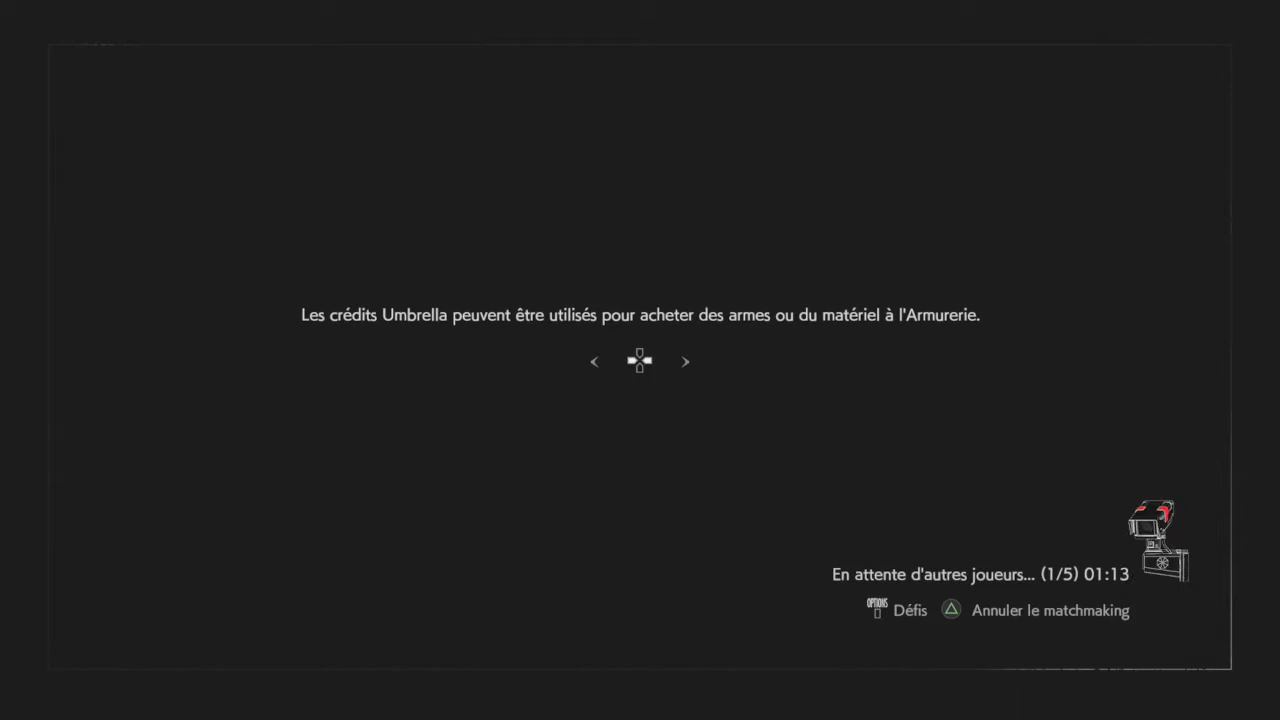 Les crédits Umbrella peuvent être utilisés pour acheter des armes ou du matériel à l'Armurerie.
En attente d'autres joueurs... (1/5) 01:13
OPTIONS Défis Annuler le matchmaking